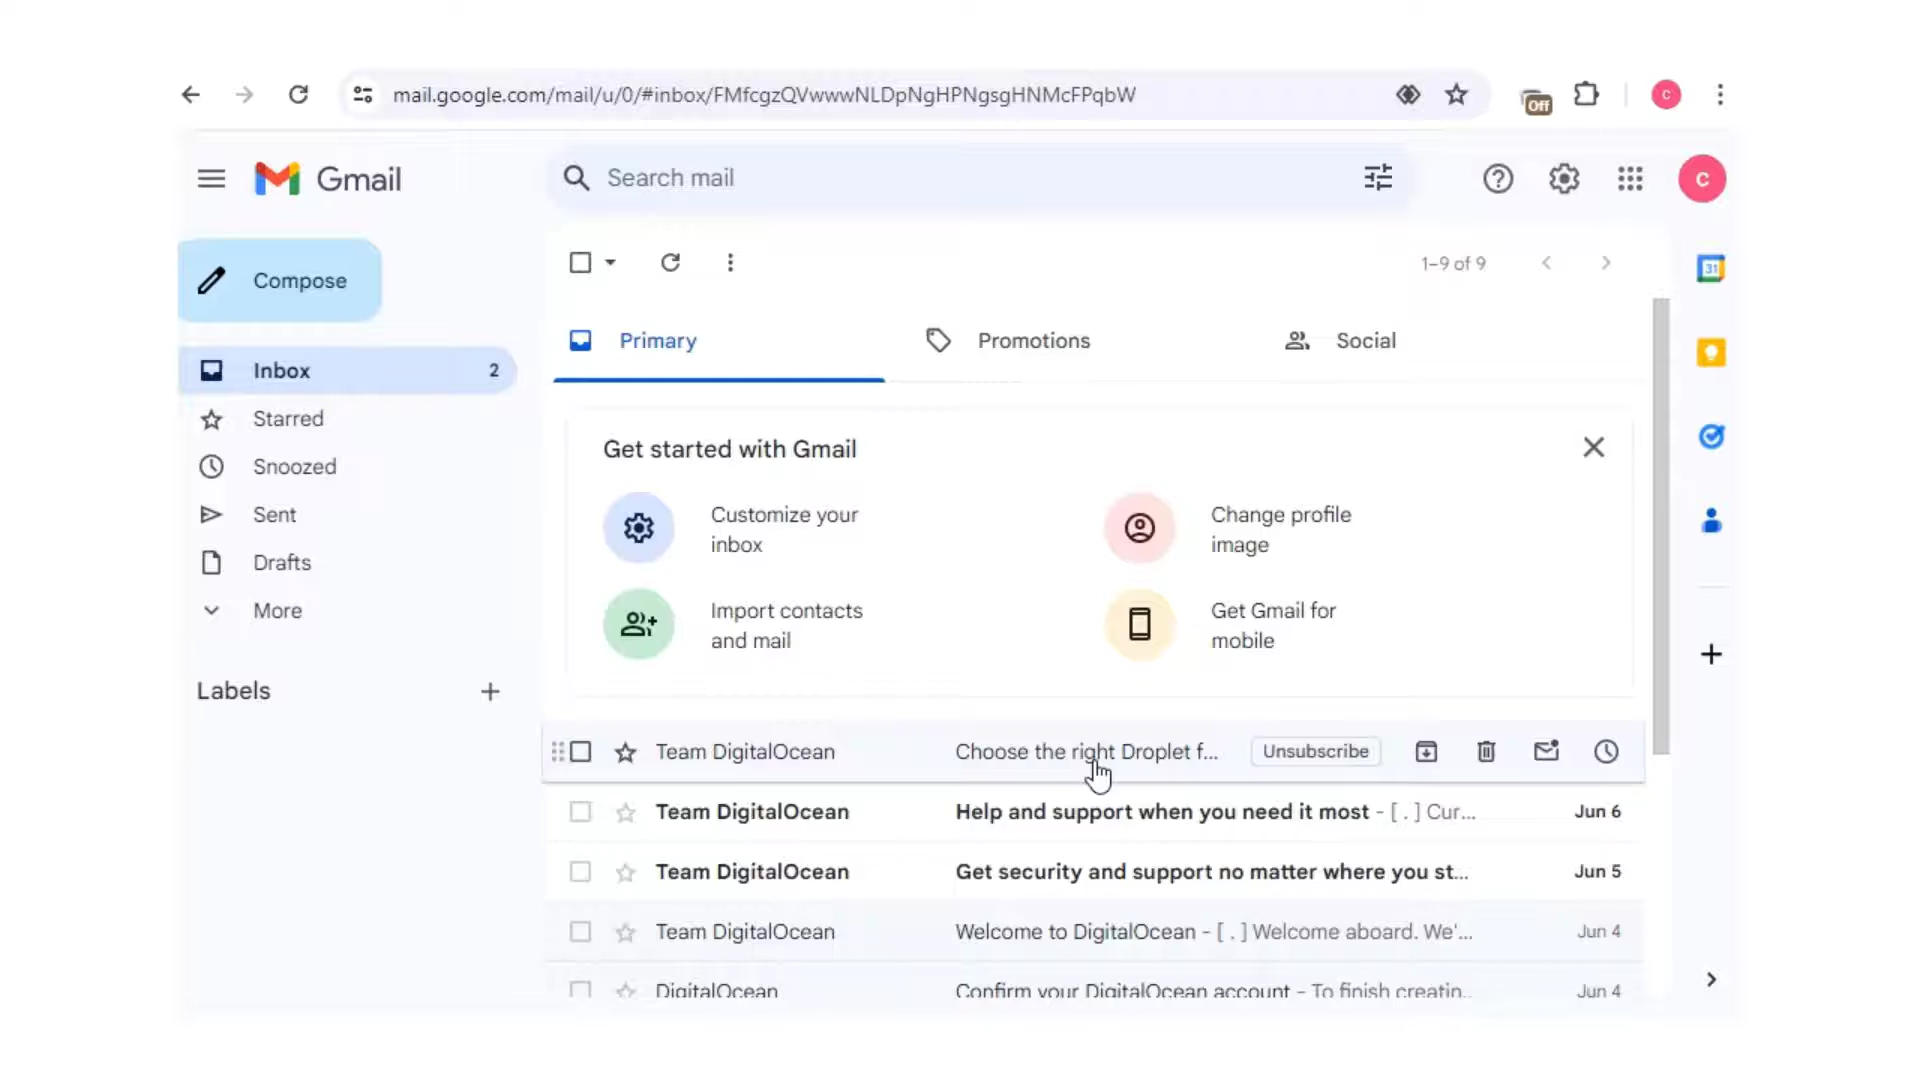 mail.google.com/mail/u/0/#inbox/FMfcgzQVwwwNLDpNgHPNgsgHNMcFPqbW
Off
C
Gmail
Search mail
C
Compose
1–9 of 9
31
Primary
Promotions
Social
Inbox
2
Starred
Snoozed
Sent
Drafts
More
Labels
Get started with Gmail
Customize your
inbox
Change profile
image
Import contacts
and mail
Get Gmail for
mobile
Team DigitalOcean Choose the right Droplet f... Unsubscribe
Team DigitalOcean Help and support when you need it most - [ . ] Cur... Jun 6
Team DigitalOcean Get security and support no matter where you st... Jun 5
Team DigitalOcean Welcome to DigitalOcean - [ . ] Welcome aboard. We'... Jun 4
DigitalOcean Confirm your DigitalOcean account - To finish creatin... Jun 4